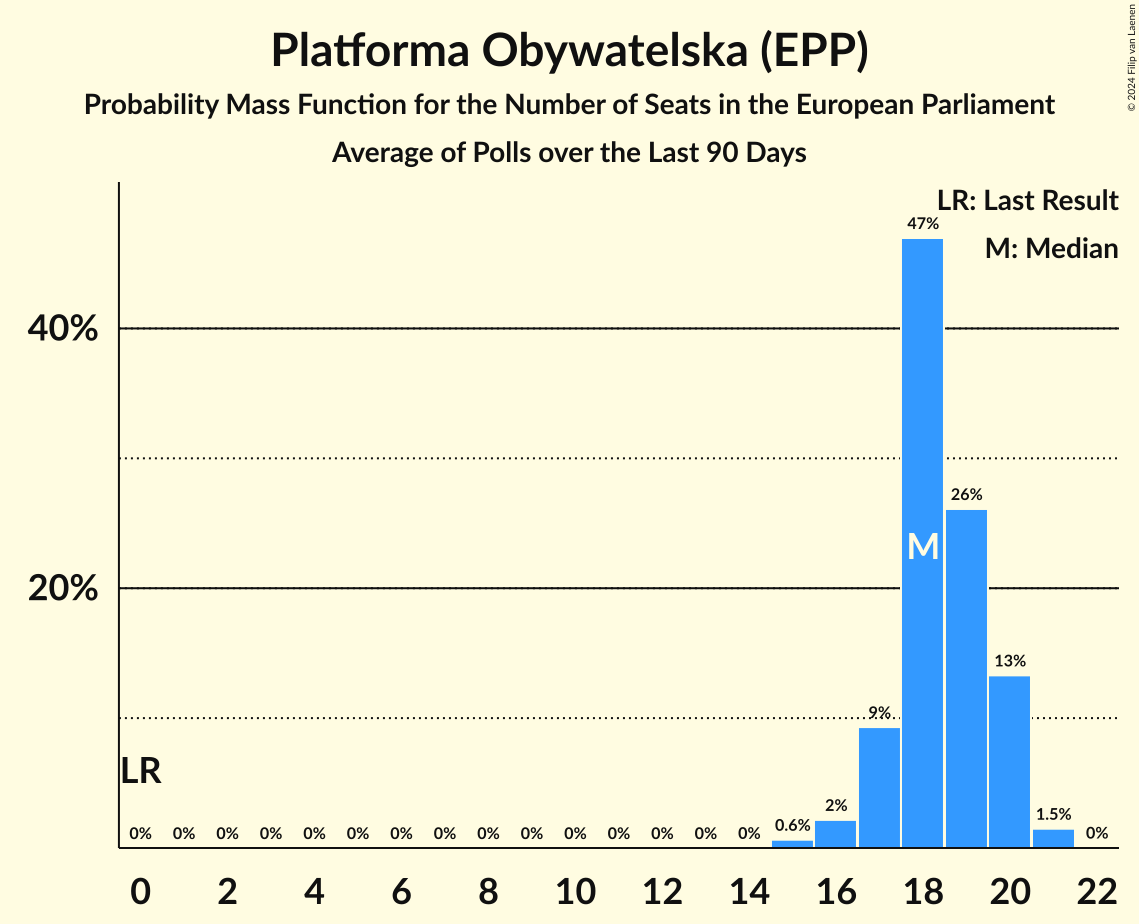 Platforma Obywatelska (EPP)
Probability Mass Function for the Number of Seats in the European Parliament
Average of Polls over the Last 90 Days
© 2024 Filip van Laenen
LR: Last Result
M: Median
47%
40%
26%
M
20%
13%
9%
LR
0% 0% 0% 0% 0% 0% 0% 0% 0% 0% 0% 0% 0% 0% 0% 0.6% 2% 1.5% 0%
0 2 4 6 8 10 12 14 16 18 20 22